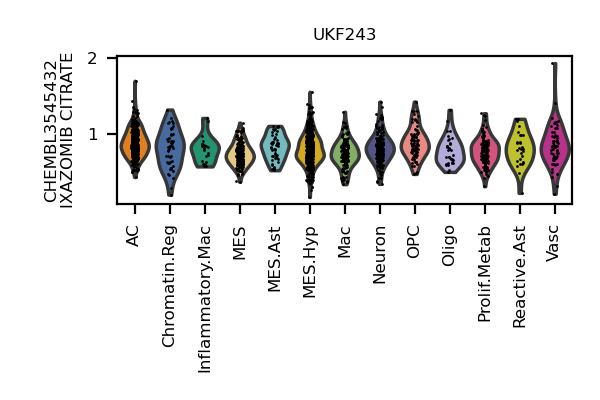 UKF243
CHEMBL3545432
IXAZOMIB CITRATE
2
1
AC
Chromatin.Reg
Inflammatory.Mac
MES
MES.Ast
MES.Hyp
Mac
Neuron
OPC
Oligo
Prolif.Metab
Reactive.Ast
Vasc